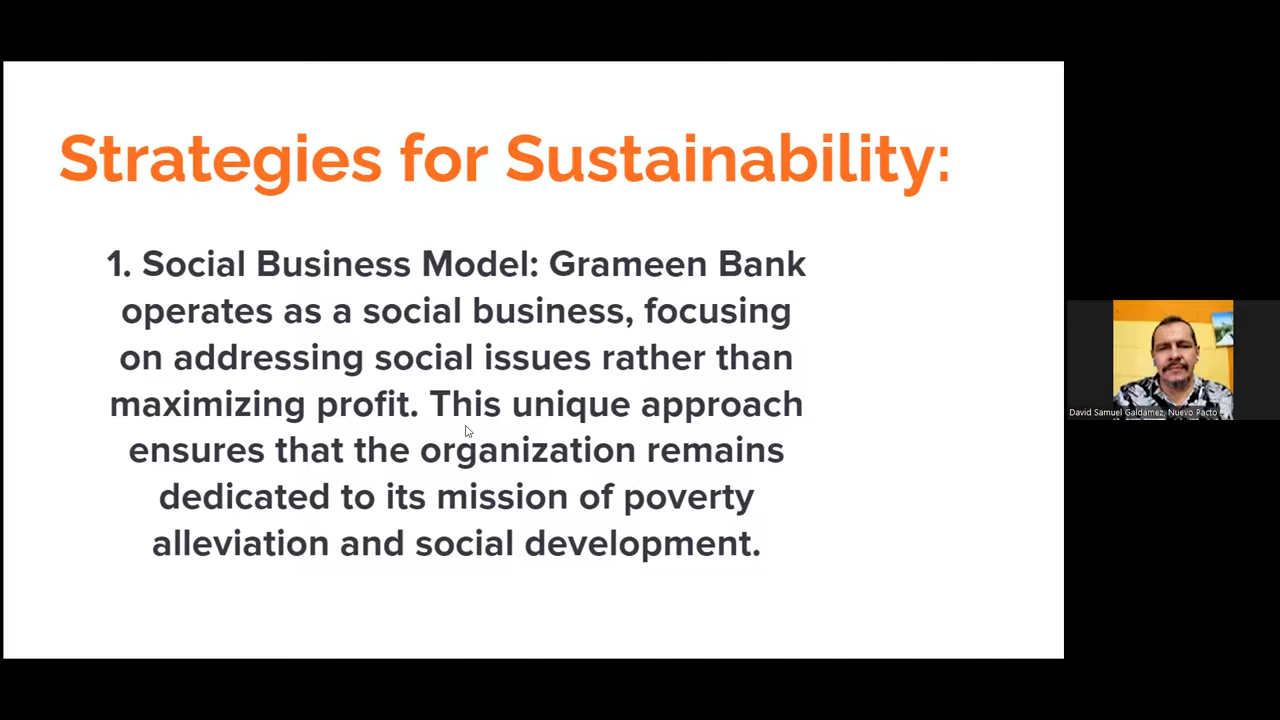 Strategies for Sustainability:
1. Social Business Model: Grameen Bank
operates as a social business, focusing
on addressing social issues rather than
maximizing profit. This unique approach
ensures that the organization remains
dedicated to its mission of poverty
alleviation and social development.
David Samuel Galdámez Nuevo Pacto